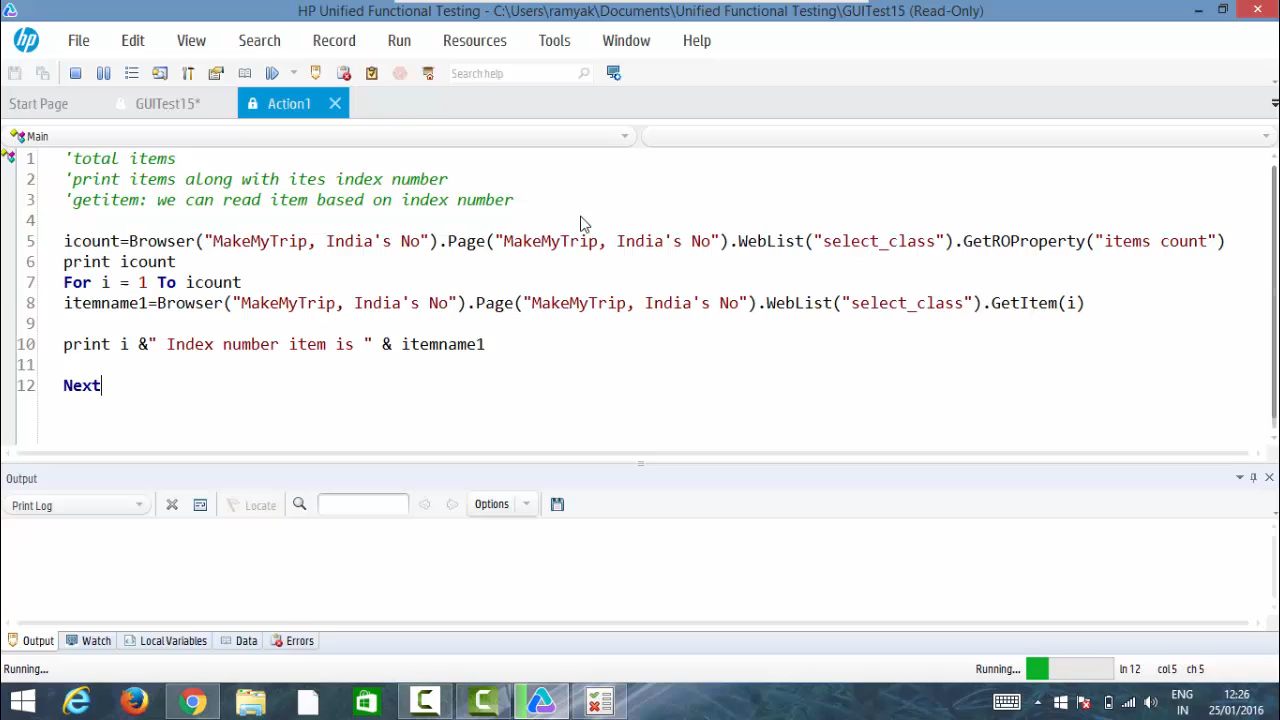 HP Unified Functional Testing - C:\Users\ramyak\Documents\Unified Functional Testing\GUITest15 (Read-Only)
hp File Edit View Search Record Run Resources Tools Window Help
Search help
Start Page GUITest15* Action1
Main
1 'total items
2 'print items along with ites index number
3 'getitem: we can read item based on index number
4
5 icount=Browser("MakeMyTrip, India's No").Page("MakeMyTrip, India's No").WebList("select_class").GetROProperty("items count")
6 print icount
7 For i = 1 To icount
8 itemname1=Browser("MakeMyTrip, India's No").Page("MakeMyTrip, India's No").WebList("select_class").GetItem(i)
9
10 print i &" Index number item is " & itemname1
11
12 Next
Output
Print Log Locate Options
Output Watch Local Variables Data Errors
Running... Running... ln 12 col 5 ch 5
ENG 12:26
IN 25/01/2016